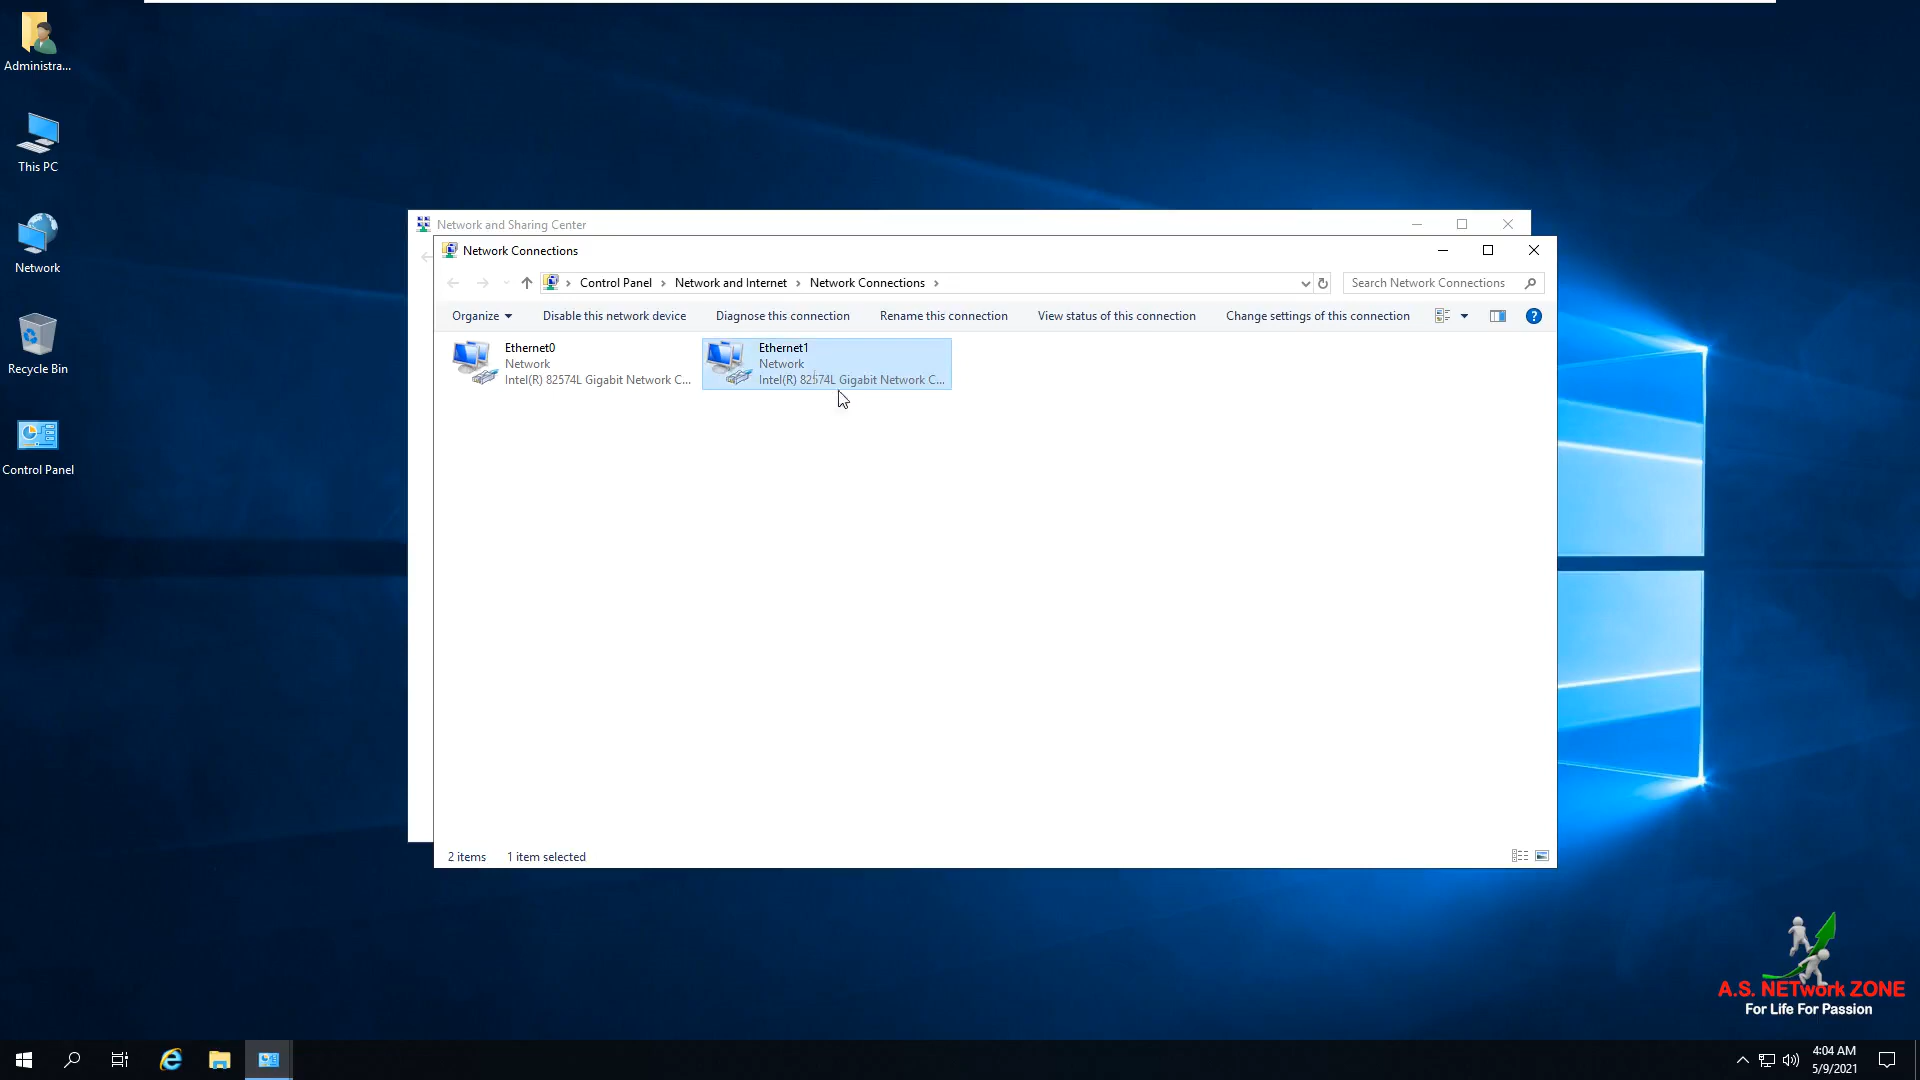 Administra...
This PC
Network
Recycle Bin
Control Panel
Network and Sharing Center
Network Connections
Control Panel
Network and Internet
Network Connections
Search Network Connections
Organize
Disable this network device
Diagnose this connection
Rename this connection
View status of this connection
Change settings of this connection
Ethernet0
Network
Intel(R) 82574L Gigabit Network C...
Ethernet1
Network
Intel(R) 82574L Gigabit Network C...
2 items
1 item selected
A.S. NETwork ZONE
For Life For Passion
4:04 AM
5/9/2021